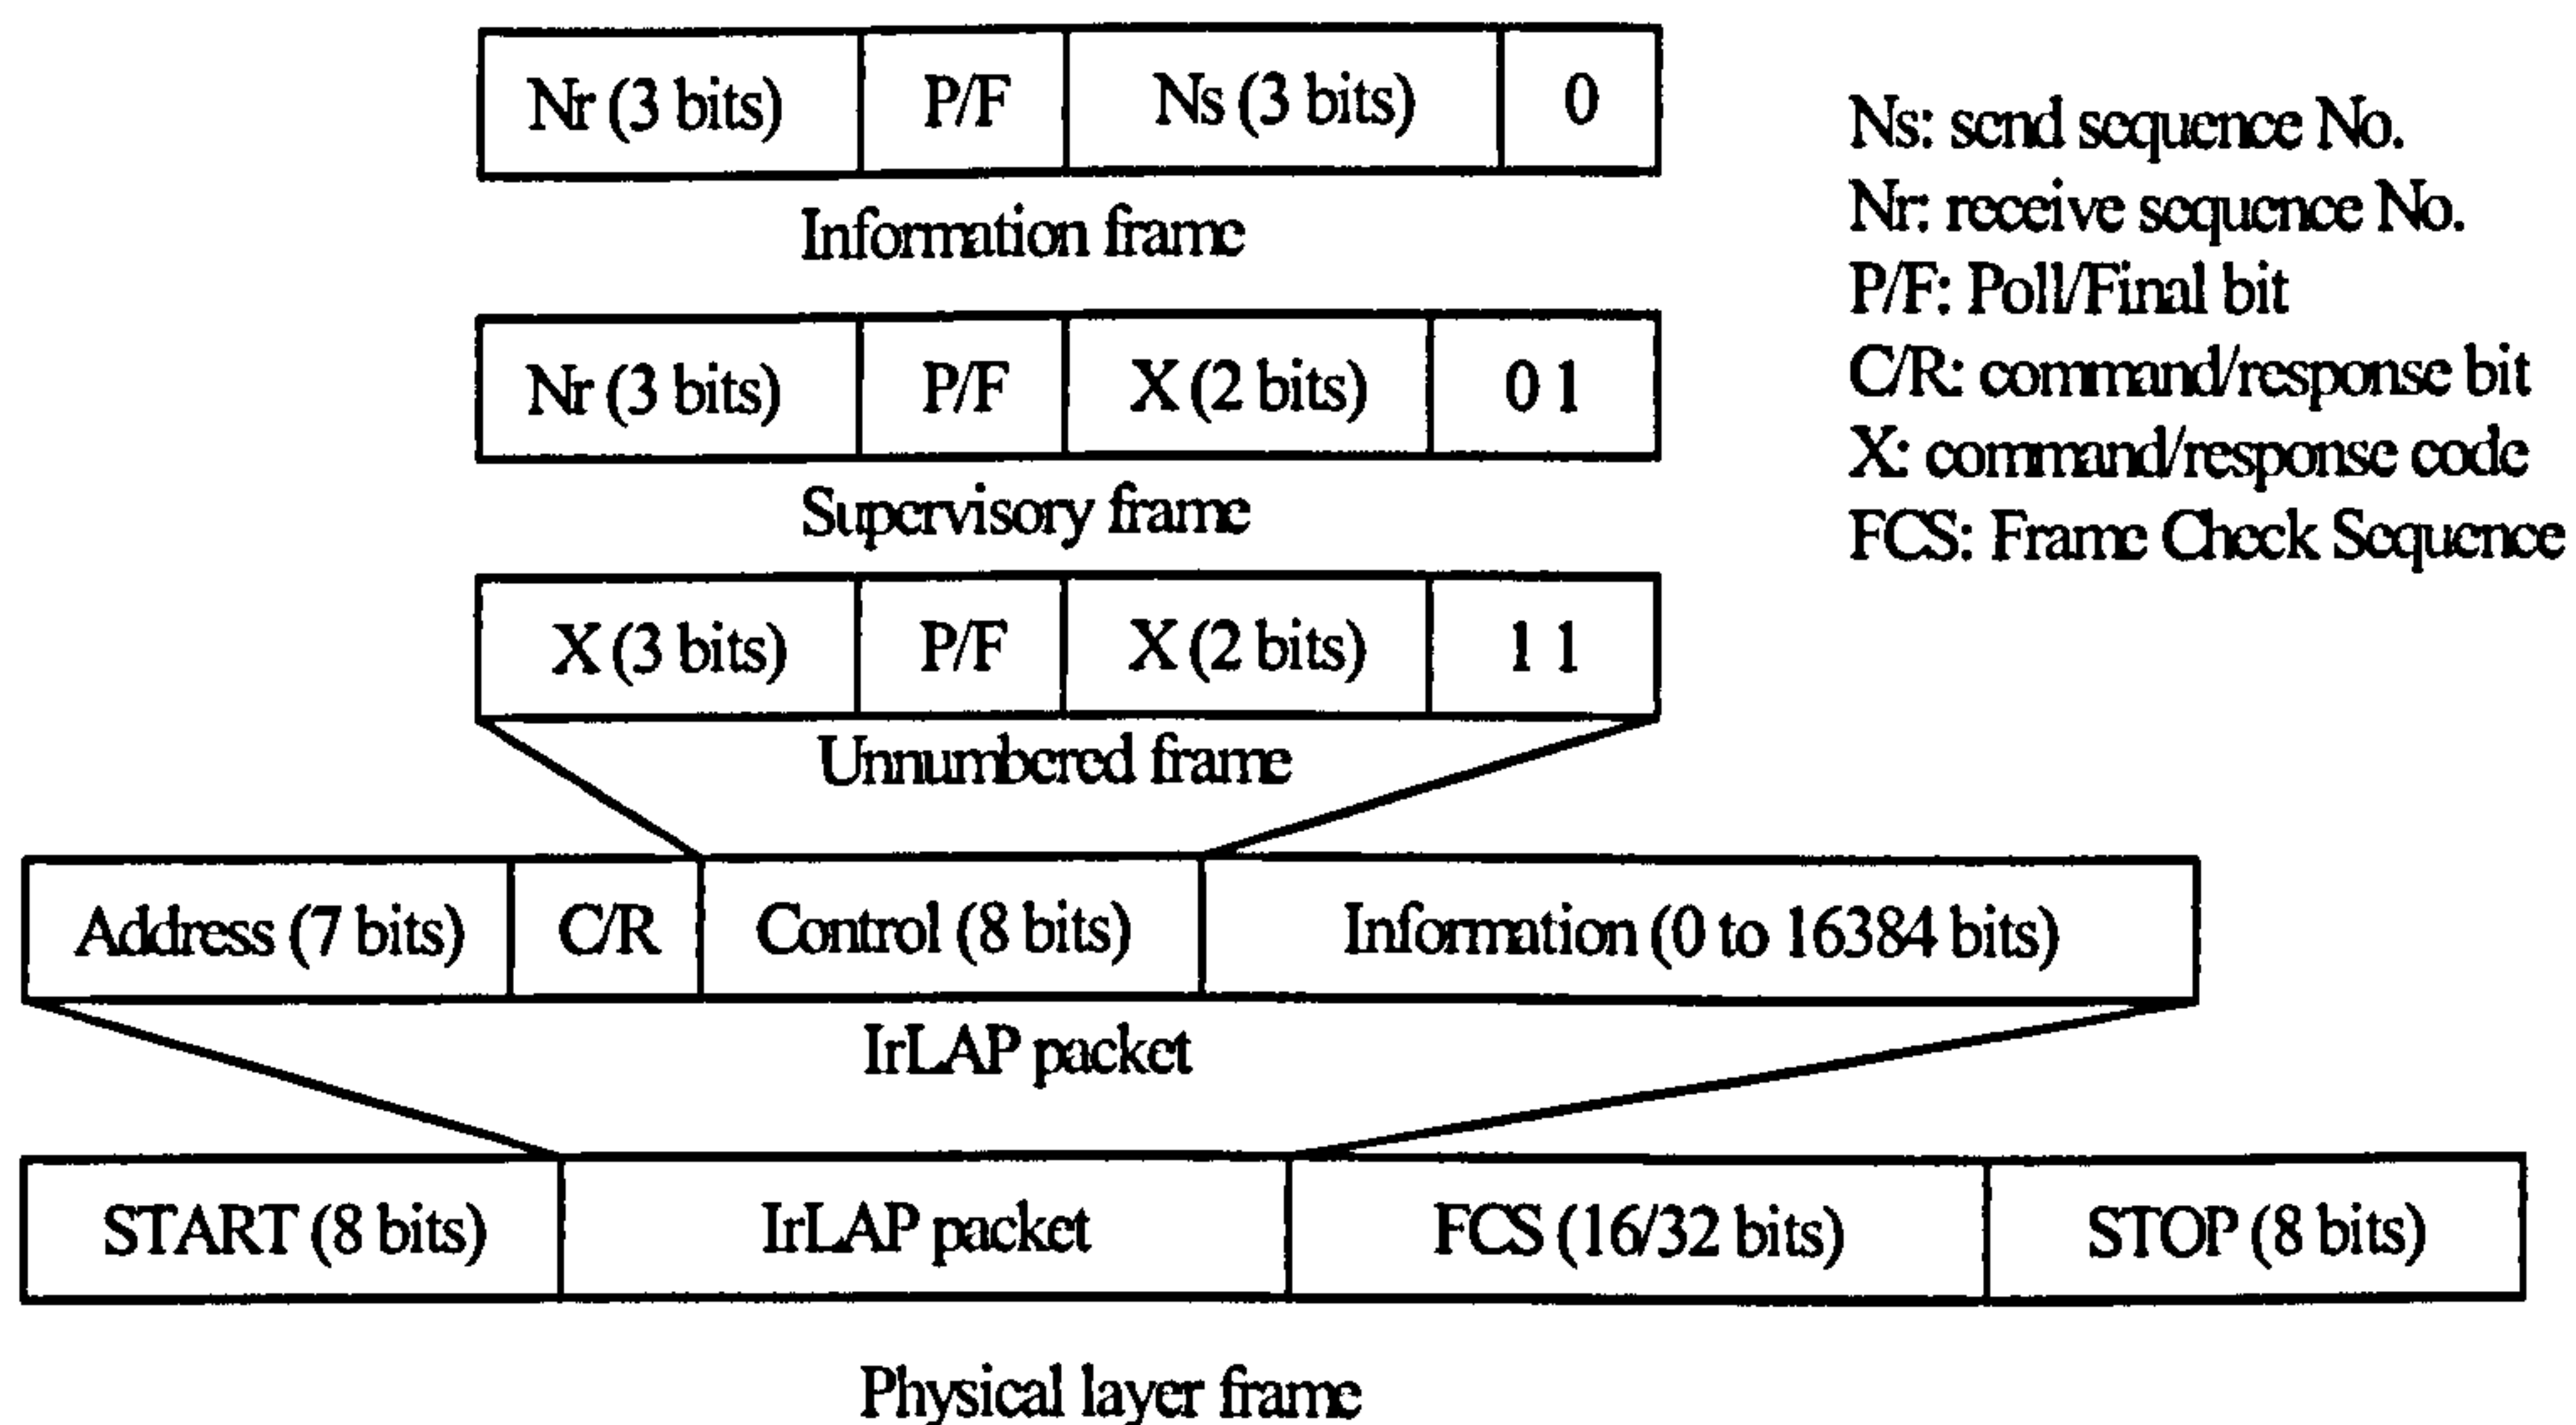 Nr (3 bits) P/F Ns (3 bits) 0
Information frame
Nr (3 bits) P/F X (2 bits) 0 1
Supervisory frame
X (3 bits) P/F X (2 bits) 1 1
Unnumbered frame
Ns: send sequence No.
Nr: receive sequence No.
P/F: Poll/Final bit
C/R: command/response bit
X: command/response code
FCS: Frame Check Sequence
Address (7 bits) C/R Control (8 bits) Information (0 to 16384 bits)
IrLAP packet
START (8 bits) IrLAP packet FCS (16/32 bits) STOP (8 bits)
Physical layer frame